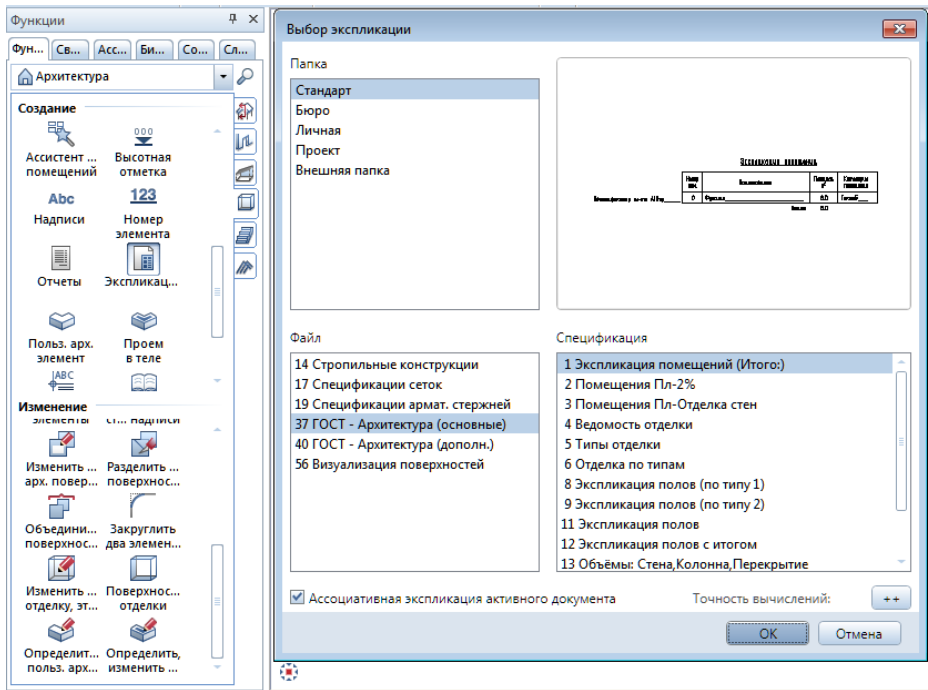 Функции
Фун...
Св...
Асс...
Би...
Со...
Сл...
Архитектура
Создание
Ассистент ...
помещений
Высотная
отметка
Abc
Надписи
123
Номер
элемента
Отчеты
Экспликац...
Польз. арх.
элемент
Проем
в теле
ABC
Изменение
Изменить ...
арх. повер...
Разделить ...
поверхнос...
Объедини...
поверхнос...
Закруглить
два элемен...
Изменить ...
отделку, эт...
Поверхнос...
отделки
Определит...
польз. арх...
Определить,
изменить ...
Выбор экспликации
Папка
Стандарт
Бюро
Личная
Проект
Внешняя папка
Экспликация помещений
Файл
14 Стропильные конструкции
17 Спецификации сеток
19 Спецификации армат. стержней
37 ГОСТ - Архитектура (основные)
40 ГОСТ - Архитектура (дополн.)
56 Визуализация поверхностей
Спецификация
1 Экспликация помещений (Итого:)
2 Помещения Пл-2%
3 Помещения Пл-Отделка стен
4 Ведомость отделки
5 Типы отделки
6 Отделка по типам
8 Экспликация полов (по типу 1)
9 Экспликация полов (по типу 2)
11 Экспликация полов
12 Экспликация полов с итогом
13 Объёмы: Стена,Колонна,Перекрытие
Ассоциативная экспликация активного документа
Точность вычислений:
++
OK
Отмена